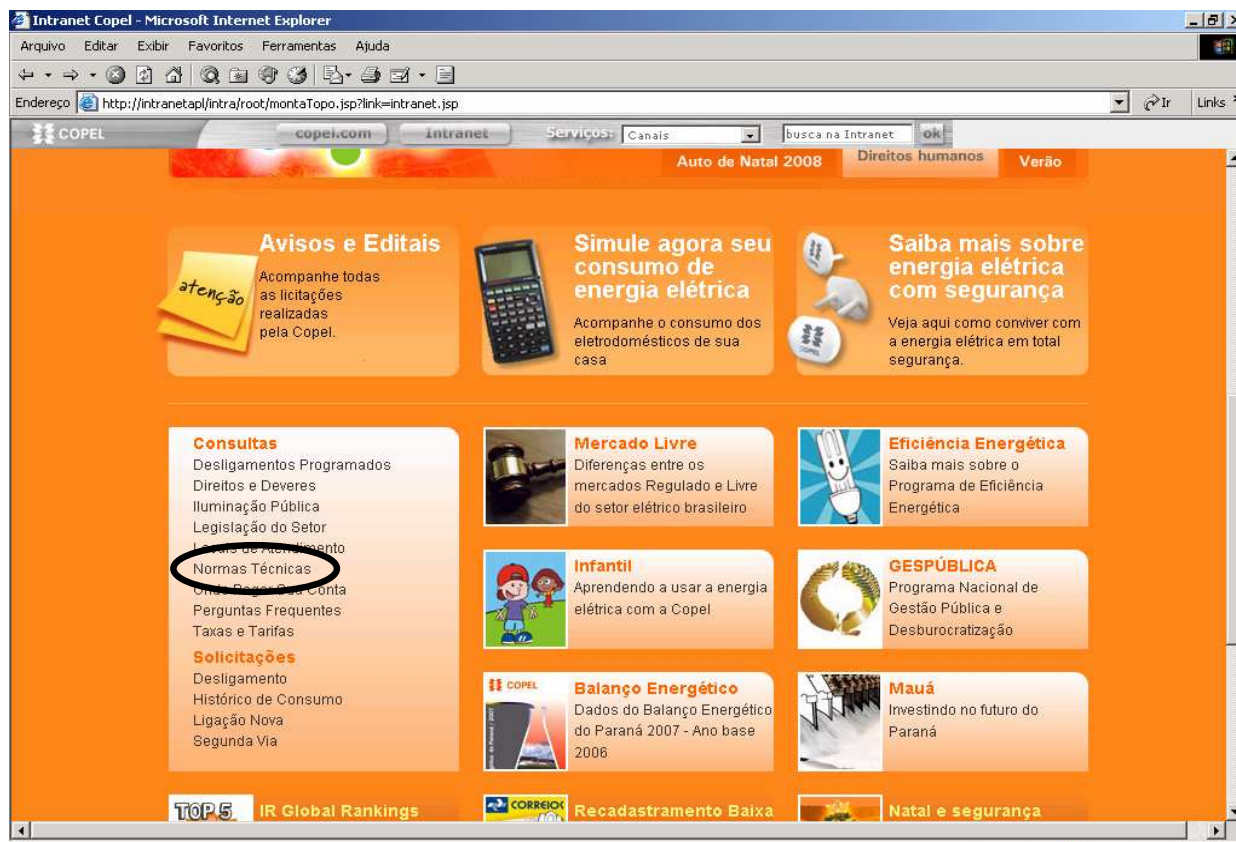 Intranet Copel - Microsoft Internet Explorer
Arquivo Editar Exibir Favoritos Ferramentas Ajuda
Endereço http://intranetapl/intra/root/montaTopo.jsp?link=intranet.jsp Ir Links
COPEL copel.com Intranet Serviços: Canais busca na Intranet ok
Auto de Natal 2008 Direitos humanos Verão
Avisos e Editais
Acompanhe todas
as licitações
realizadas
pela Copel.
atenção
Simule agora seu
consumo de
energia elétrica
Acompanhe o consumo dos
eletrodomésticos de sua
casa
Saiba mais sobre
energia elétrica
com segurança
Veja aqui como conviver com
a energia elétrica em total
segurança.
COPEL
Consultas
Desligamentos Programados
Direitos e Deveres
Iluminação Pública
Legislação do Setor
Locais de Atendimento
Normas Técnicas
Onde Pagar Sua Conta
Perguntas Frequentes
Taxas e Tarifas
Solicitações
Desligamento
Histórico de Consumo
Ligação Nova
Segunda Via
Mercado Livre
Diferenças entre os
mercados Regulado e Livre
do setor elétrico brasileiro
Eficiência Energética
Saiba mais sobre o
Programa de Eficiência
Energética
Infantil
Aprendendo a usar a energia
elétrica com a Copel
GESPÚBLICA
Programa Nacional de
Gestão Pública e
Desburocratização
COPEL
Balanço Energético
Dados do Balanço Energético
do Paraná 2007 - Ano base
2006
Mauá
Investindo no futuro do
Paraná
TOP 5 IR Global Rankings
CORREIOS Recadastramento Baixa
Natal e segurança